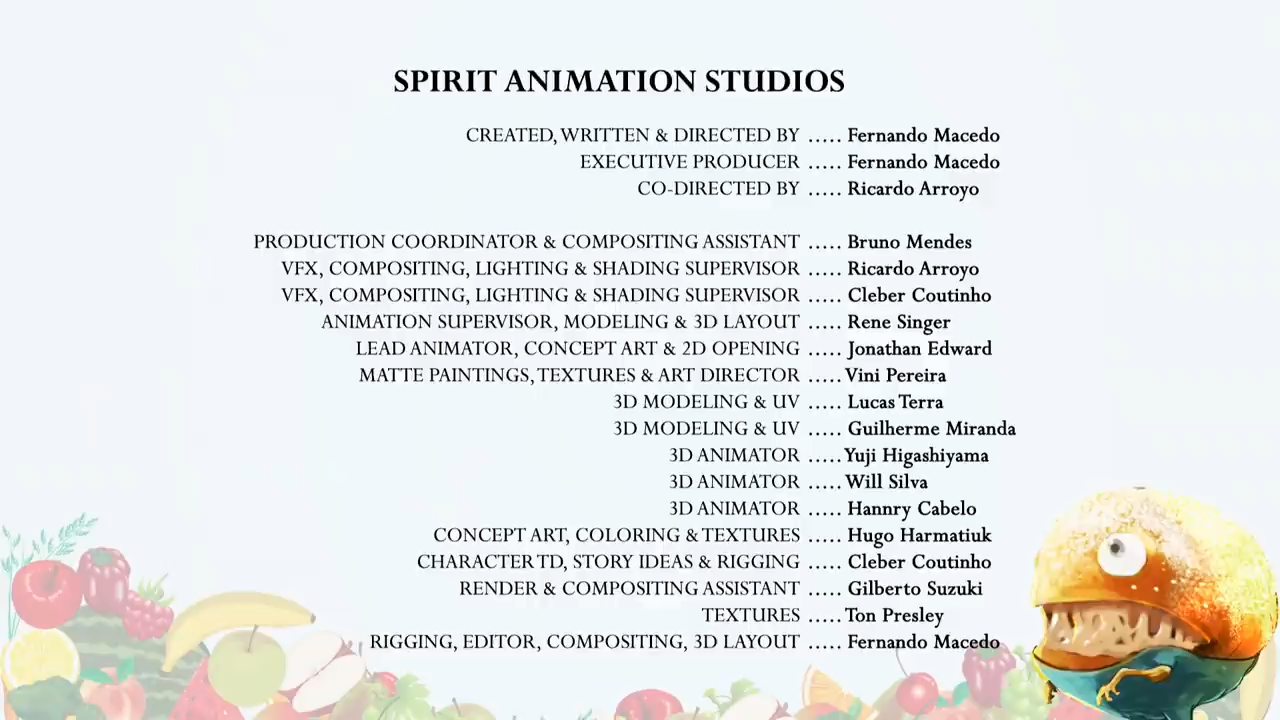 SPIRIT ANIMATION STUDIOS
CREATED, WRITTEN & DIRECTED BY ..... Fernando Macedo
EXECUTIVE PRODUCER ..... Fernando Macedo
CO-DIRECTED BY ..... Ricardo Arroyo
PRODUCTION COORDINATOR & COMPOSITING ASSISTANT ..... Bruno Mendes
VFX, COMPOSITING, LIGHTING & SHADING SUPERVISOR ..... Ricardo Arroyo
VFX, COMPOSITING, LIGHTING & SHADING SUPERVISOR ..... Cleber Coutinho
ANIMATION SUPERVISOR, MODELING & 3D LAYOUT ..... Rene Singer
LEAD ANIMATOR, CONCEPT ART & 2D OPENING ..... Jonathan Edward
MATTE PAINTINGS, TEXTURES & ART DIRECTOR ..... Vini Pereira
3D MODELING & UV ..... Lucas Terra
3D MODELING & UV ..... Guilherme Miranda
3D ANIMATOR ..... Yuji Higashiyama
3D ANIMATOR ..... Will Silva
3D ANIMATOR ..... Hannry Cabelo
CONCEPT ART, COLORING & TEXTURES ..... Hugo Harmatiuk
CHARACTER TD, STORY IDEAS & RIGGING ..... Cleber Coutinho
RENDER & COMPOSITING ASSISTANT ..... Gilberto Suzuki
TEXTURES ..... Ton Presley
RIGGING, EDITOR, COMPOSITING, 3D LAYOUT ..... Fernando Macedo